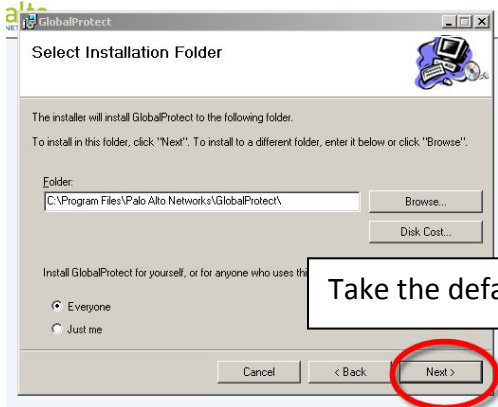 alto
NET
GlobalProtect
Select Installation Folder
The installer will install GlobalProtect to the following folder.
To install in this folder, click "Next". To install to a different folder, enter it below or click "Browse".
Folder:
C:\Program Files\Palo Alto Networks\GlobalProtect\
Browse...
Disk Cost...
Install GlobalProtect for yourself, or for anyone who uses thi
Take the defa
Everyone
Just me
Cancel
< Back
Next >